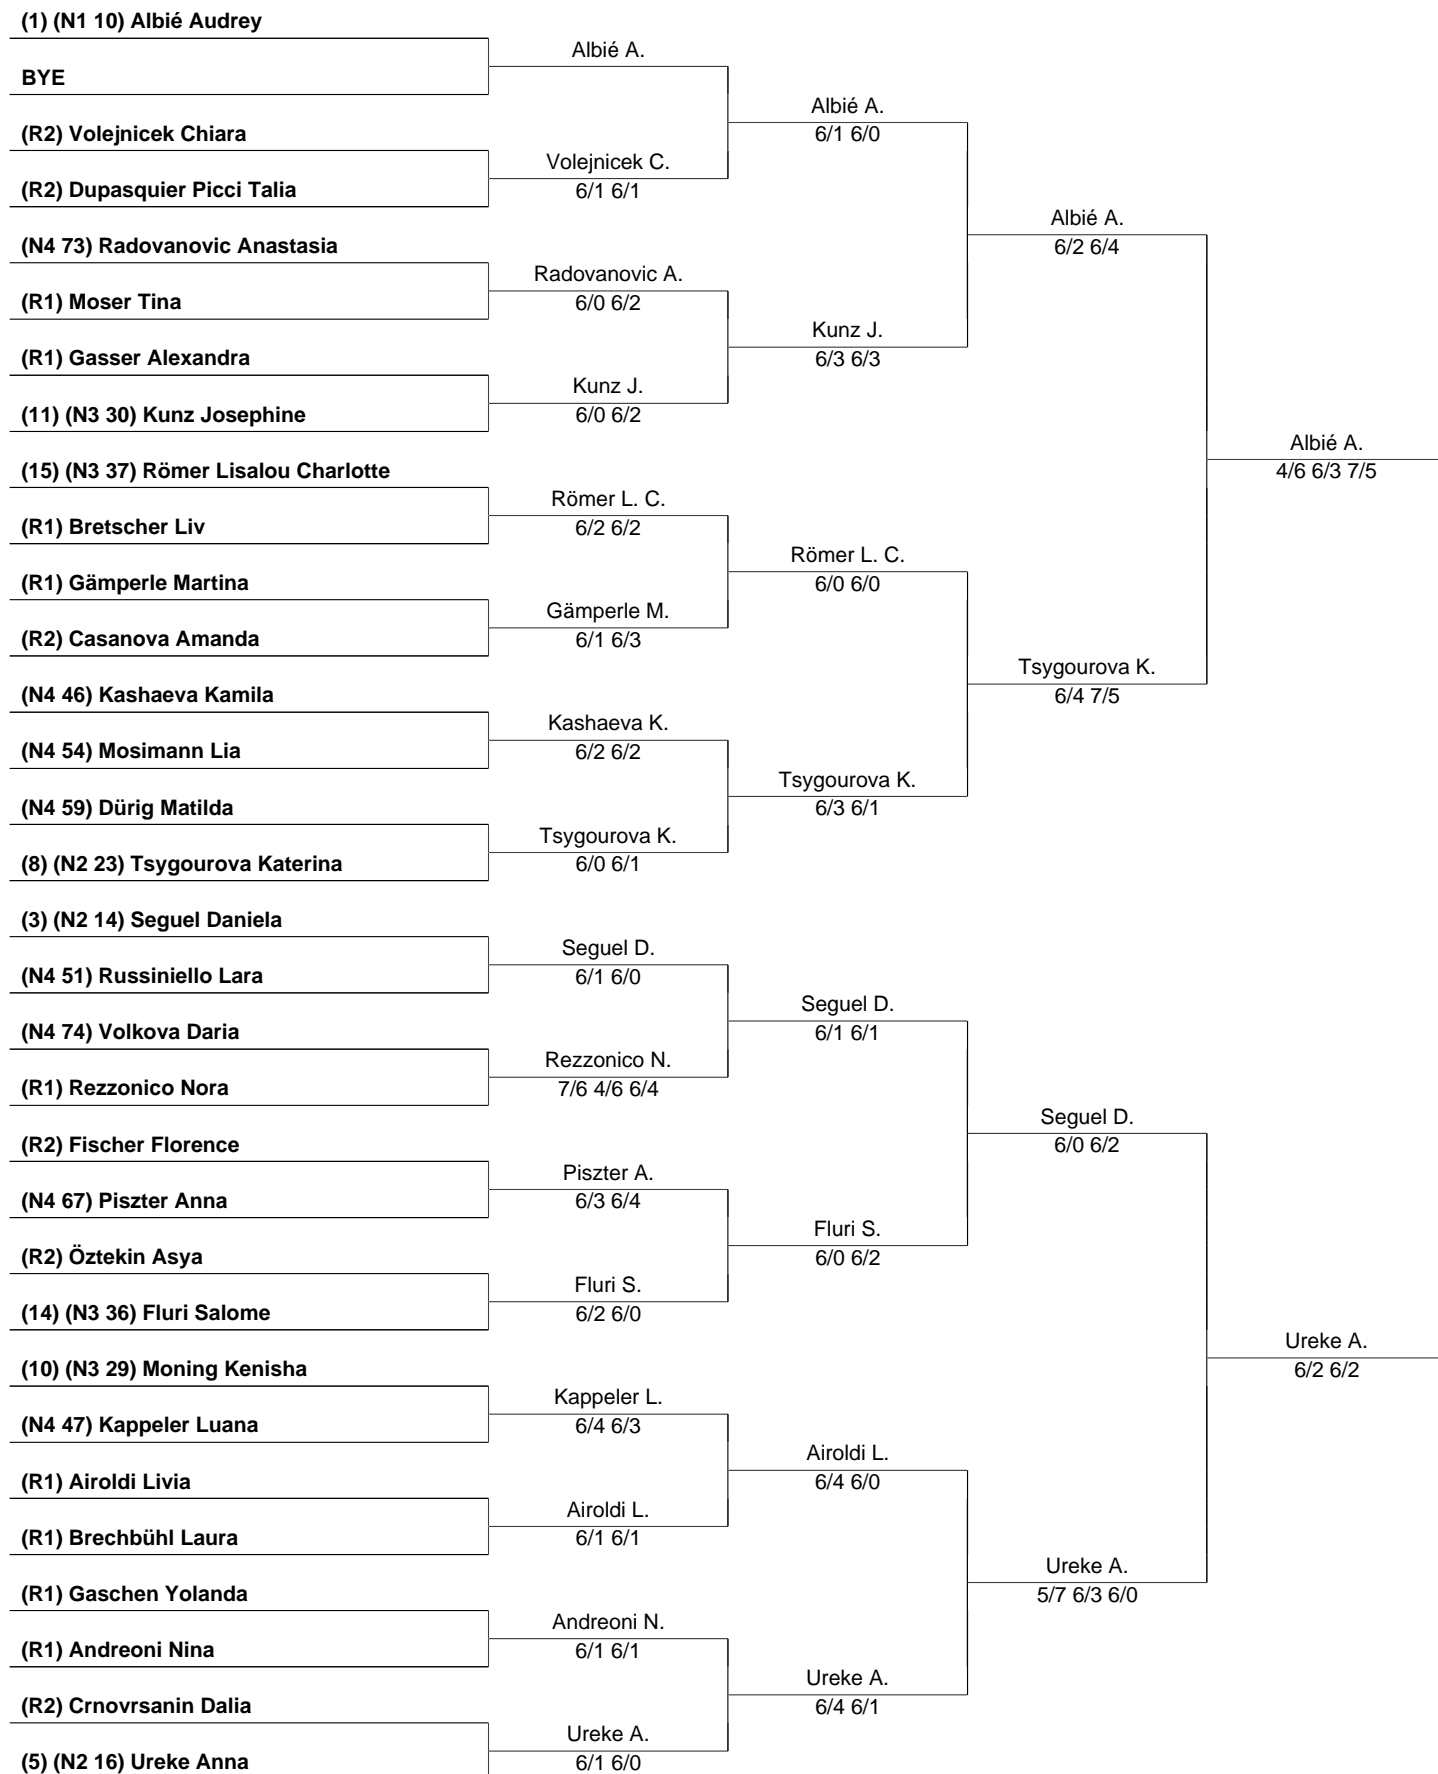 (1) (N1 10) Albié Audrey
BYE
(R2) Volejnicek Chiara
(R2) Dupasquier Picci Talia
(N4 73) Radovanovic Anastasia
(R1) Moser Tina
(R1) Gasser Alexandra
(11) (N3 30) Kunz Josephine
(15) (N3 37) Römer Lisalou Charlotte
(R1) Bretscher Liv
(R1) Gämperle Martina
(R2) Casanova Amanda
(N4 46) Kashaeva Kamila
(N4 54) Mosimann Lia
(N4 59) Dürig Matilda
(8) (N2 23) Tsygourova Katerina
(3) (N2 14) Seguel Daniela
(N4 51) Russiniello Lara
(N4 74) Volkova Daria
(R1) Rezzonico Nora
(R2) Fischer Florence
(N4 67) Piszter Anna
(R2) Öztekin Asya
(14) (N3 36) Fluri Salome
(10) (N3 29) Moning Kenisha
(N4 47) Kappeler Luana
(R1) Airoldi Livia
(R1) Brechbühl Laura
(R1) Gaschen Yolanda
(R1) Andreoni Nina
(R2) Crnovrsanin Dalia
(5) (N2 16) Ureke Anna
Albié A.
Volejnicek C.
6/1 6/1
Radovanovic A.
6/0 6/2
Kunz J.
6/0 6/2
Römer L. C.
6/2 6/2
Gämperle M.
6/1 6/3
Kashaeva K.
6/2 6/2
Tsygourova K.
6/0 6/1
Seguel D.
6/1 6/0
Rezzonico N.
7/6 4/6 6/4
Piszter A.
6/3 6/4
Fluri S.
6/2 6/0
Kappeler L.
6/4 6/3
Airoldi L.
6/1 6/1
Andreoni N.
6/1 6/1
Ureke A.
6/1 6/0
Albié A.
6/1 6/0
Kunz J.
6/3 6/3
Römer L. C.
6/0 6/0
Tsygourova K.
6/3 6/1
Seguel D.
6/1 6/1
Fluri S.
6/0 6/2
Airoldi L.
6/4 6/0
Ureke A.
6/4 6/1
Albié A.
6/2 6/4
Tsygourova K.
6/4 7/5
Seguel D.
6/0 6/2
Ureke A.
5/7 6/3 6/0
Albié A.
4/6 6/3 7/5
Ureke A.
6/2 6/2